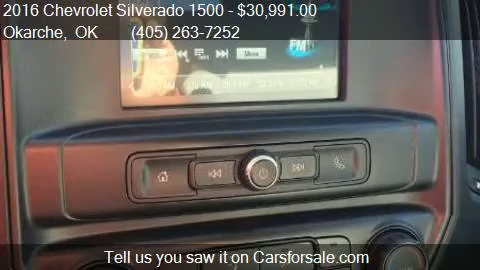 2016 Chevrolet Silverado 1500 - $30,991.00
Okarche, OK (405) 263-7252
FM
Tell us you saw it on Carsforsale.com